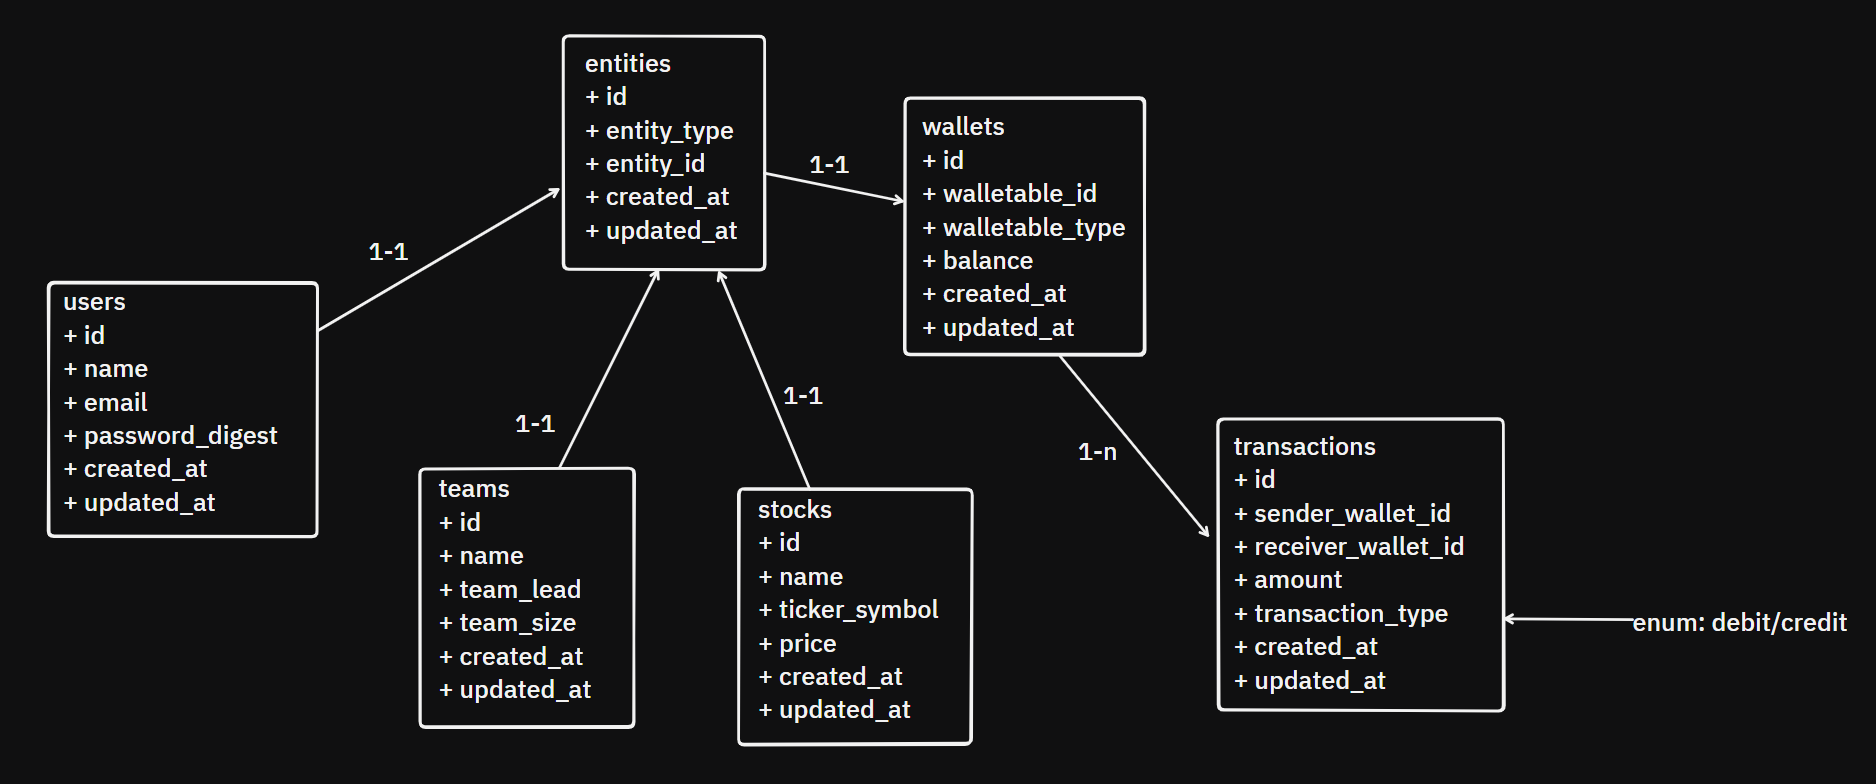 entities
+ id
+ entity_type
+ entity_id
+ created_at
+ updated_at
wallets
+ id
+ walletable_id
+ walletable_type
+ balance
+ created_at
+ updated_at
1-1
1-1
users
+ id
+ name
+ email
+ password_digest
+ created_at
+ updated_at
1-1
1-1
1-n
teams
+ id
+ name
+ team_lead
+ team_size
+ created_at
+ updated_at
stocks
+ id
+ name
+ ticker_symbol
+ price
+ created_at
+ updated_at
transactions
+ id
+ sender_wallet_id
+ receiver_wallet_id
+ amount
+ transaction_type
+ created_at
+ updated_at
enum: debit/credit